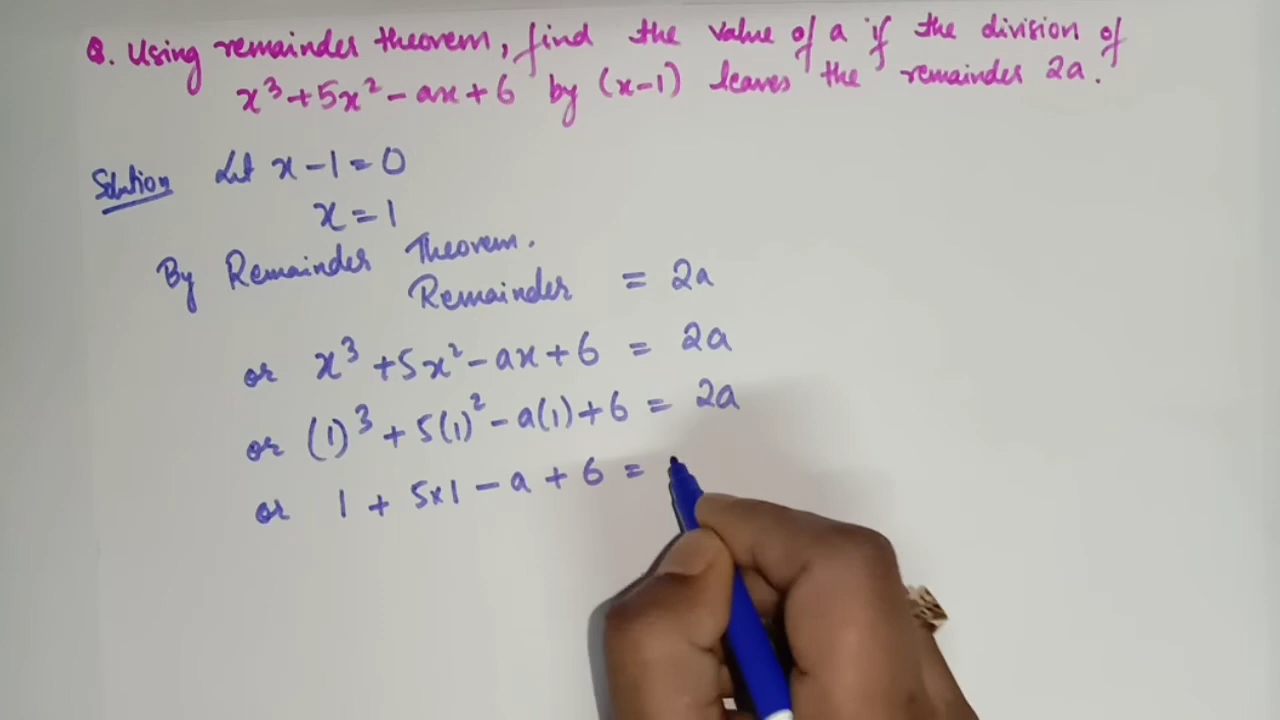 Q. Using remainder theorem, find the value of a if the division of
x³+5x²-ax+6 by (x-1) leaves the remainder 2a.
Solution Let x-1=0
x=1
By Remainder Theorem.
Remainder = 2a
or x³+5x²-ax+6 = 2a
or (1)³+5(1)²-a(1)+6 = 2a
or 1+5×1-a+6 =